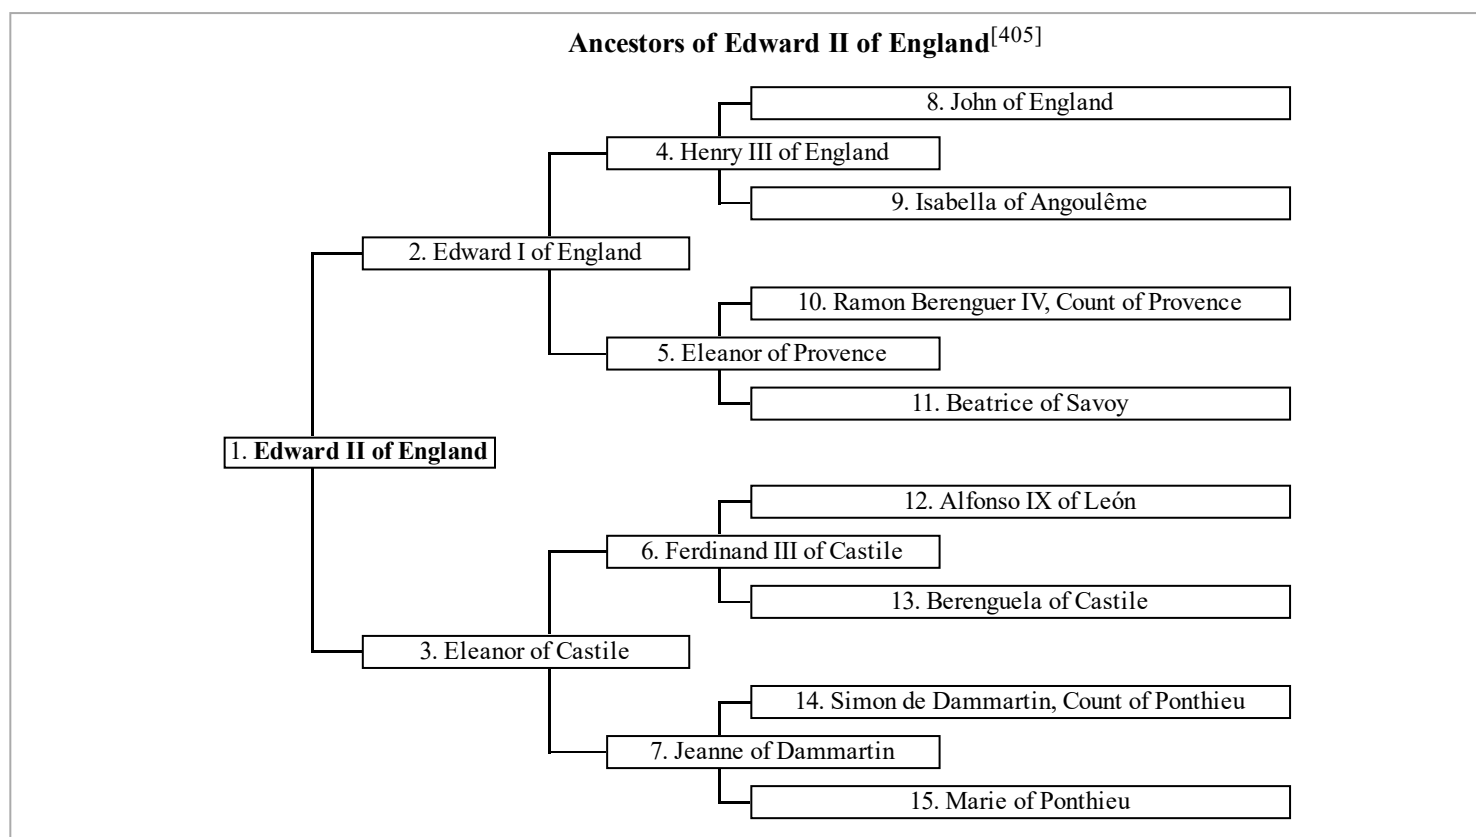 Ancestors of Edward II of England[405]
8. John of England
4. Henry III of England
9. Isabella of Angoulême
2. Edward I of England
10. Ramon Berenguer IV, Count of Provence
5. Eleanor of Provence
11. Beatrice of Savoy
1. Edward II of England
12. Alfonso IX of León
6. Ferdinand III of Castile
13. Berenguela of Castile
3. Eleanor of Castile
14. Simon de Dammartin, Count of Ponthieu
7. Jeanne of Dammartin
15. Marie of Ponthieu